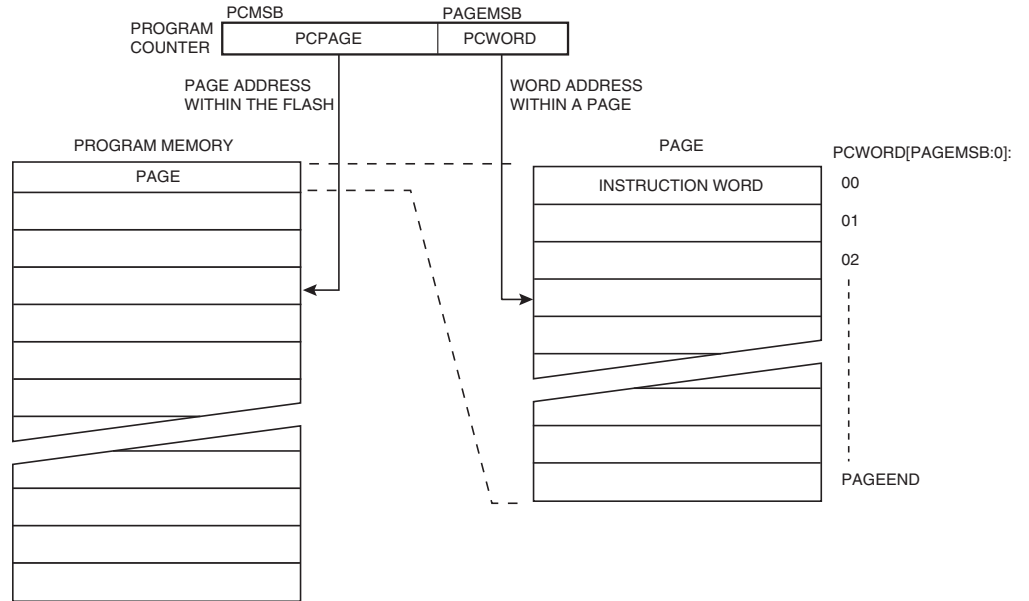 PCMSB
PAGEMSB
PROGRAM
COUNTER
PCPAGE
PCWORD
PAGE ADDRESS
WITHIN THE FLASH
WORD ADDRESS
WITHIN A PAGE
PROGRAM MEMORY
PAGE
PAGE
PCWORD[PAGEMSB:0]:
INSTRUCTION WORD
00
01
02
PAGEEND